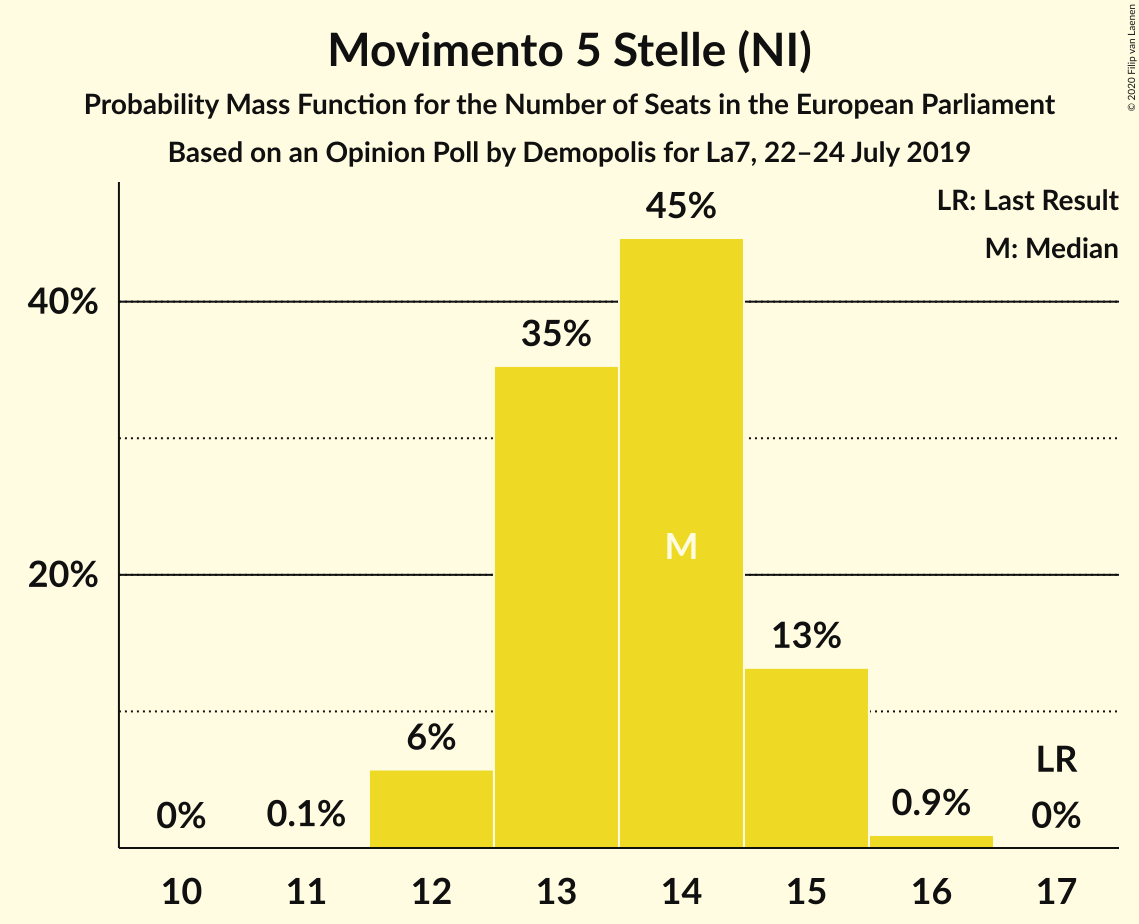 Movimento 5 Stelle (NI)
Probability Mass Function for the Number of Seats in the European Parliament
Based on an Opinion Poll by Demopolis for La7, 22–24 July 2019
© 2020 Filip van Laenen
LR: Last Result
M: Median
45%
40%
35%
M
20%
13%
6%
LR
0%
0.1%
0.9%
0%
10 11 12 13 14 15 16 17